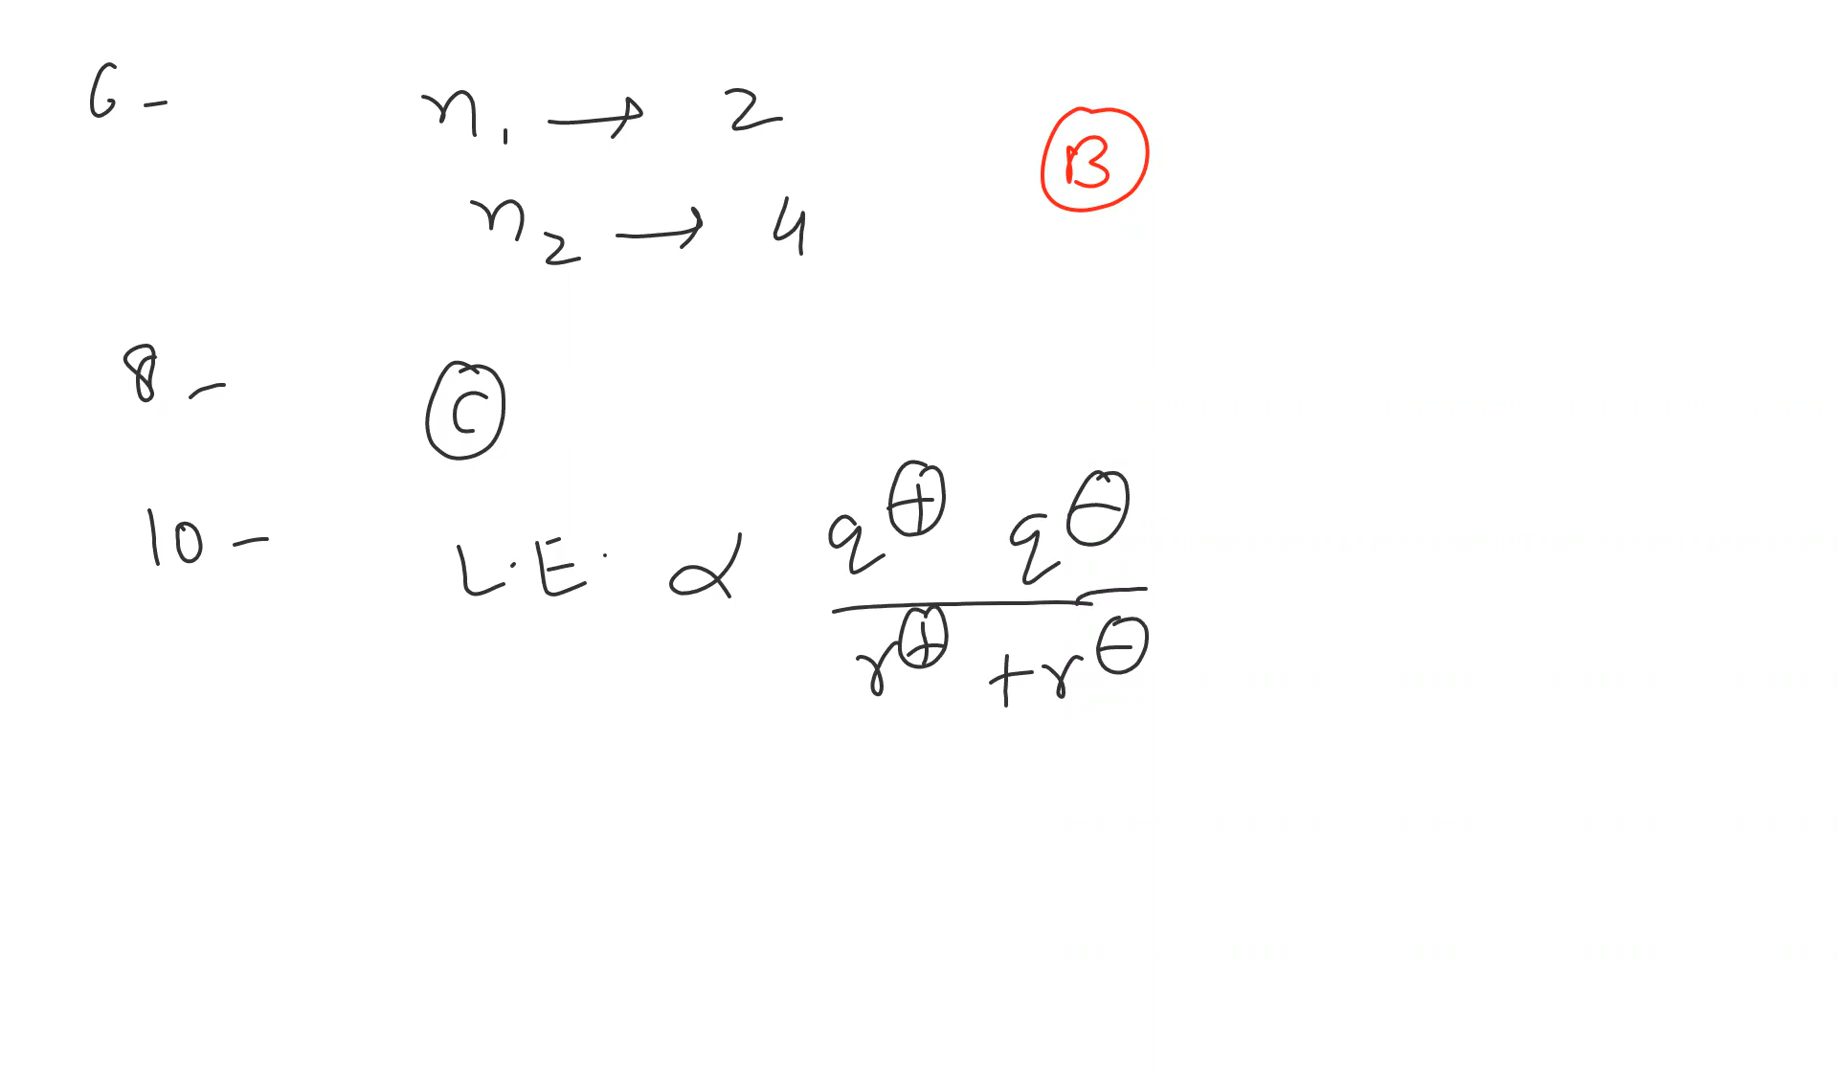 6 - n₁ → 2 B
n₂ → 4
8 - C
10 - L.E. ∝ q⊕ q⊖
r⊕ + r⊖